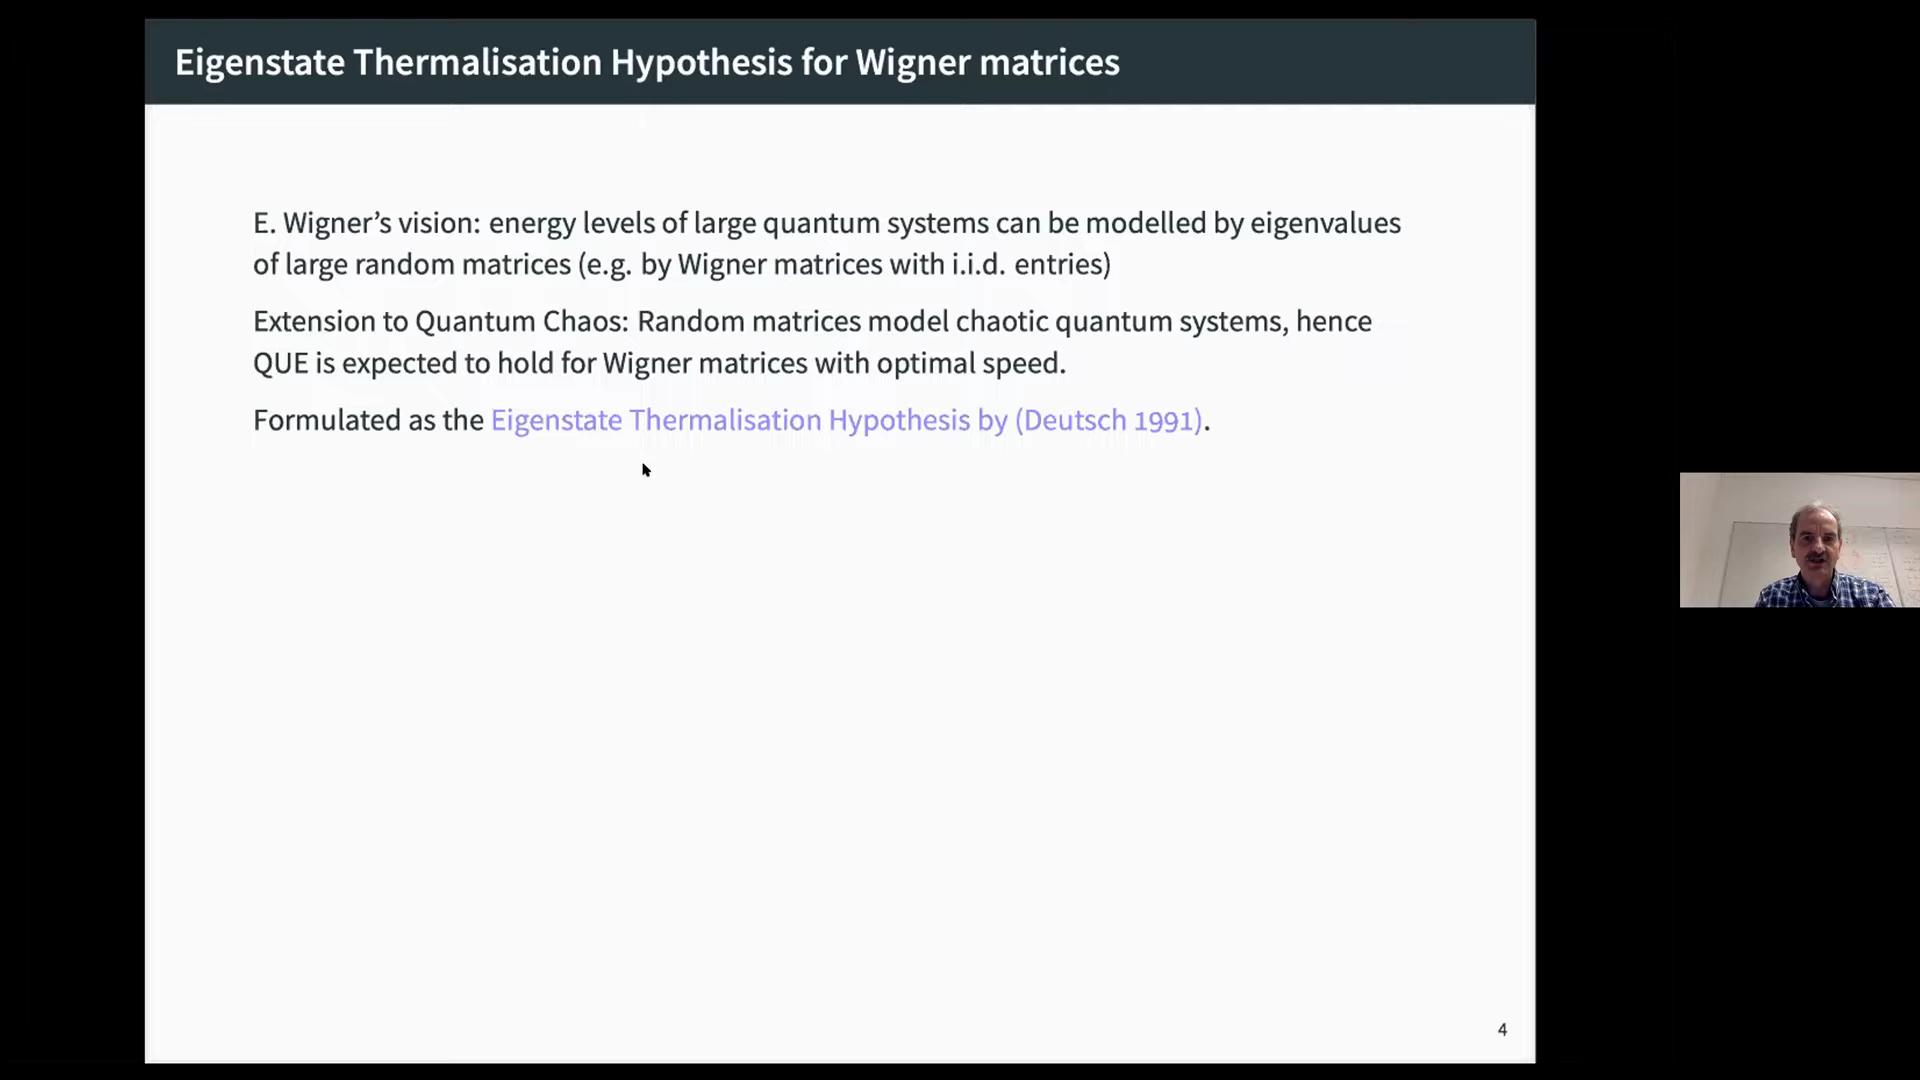 Eigenstate Thermalisation Hypothesis for Wigner matrices
E. Wigner’s vision: energy levels of large quantum systems can be modelled by eigenvalues
of large random matrices (e.g. by Wigner matrices with i.i.d. entries)
Extension to Quantum Chaos: Random matrices model chaotic quantum systems, hence
QUE is expected to hold for Wigner matrices with optimal speed.
Formulated as the Eigenstate Thermalisation Hypothesis by (Deutsch 1991).
4